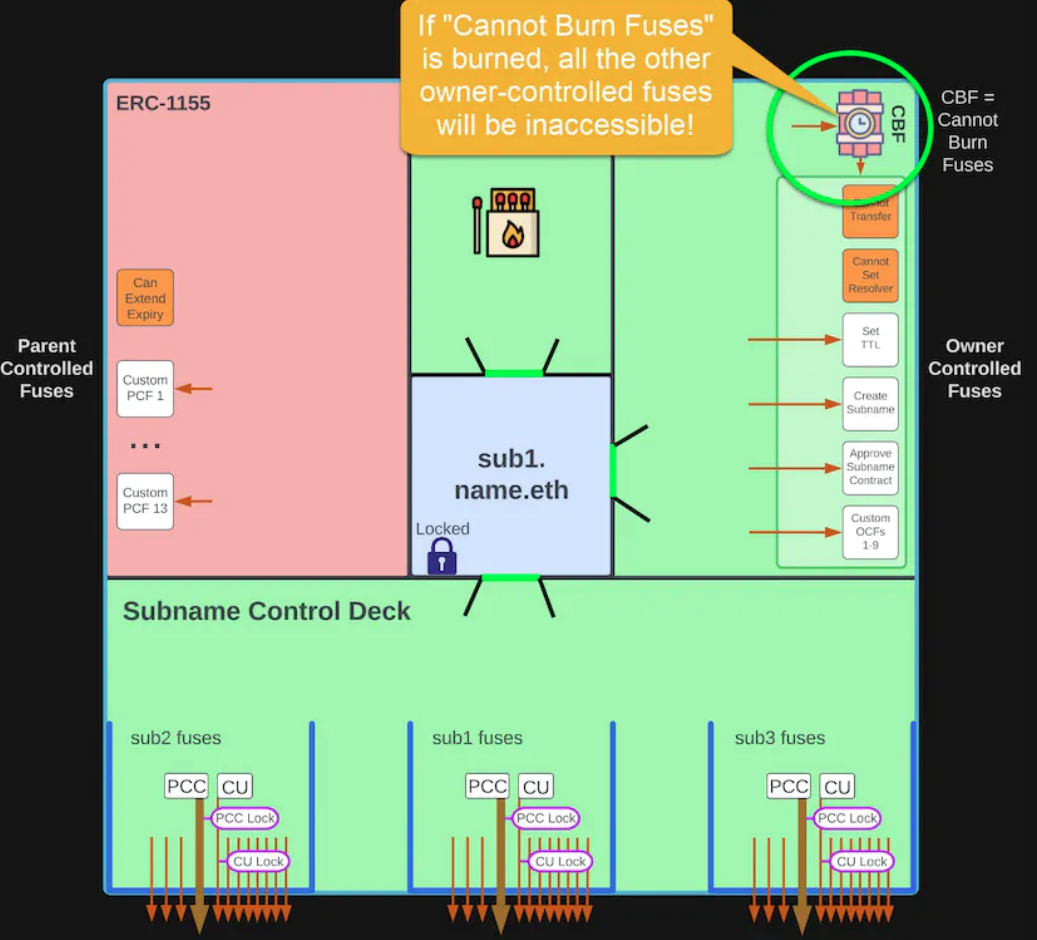 If "Cannot Burn Fuses"
is burned, all the other
owner-controlled fuses
will be inaccessible!
ERC-1155
CBF
CBF =
Cannot
Burn
Fuses
Cannot
Transfer
Can
Extend
Expiry
Cannot
Set
Resolver
Parent
Controlled
Fuses
Custom
PCF 1
...
Custom
PCF 13
Set
TTL
Create
Subname
Approve
Subname
Contract
Custom
OCFs
1-9
Owner
Controlled
Fuses
sub1.
name.eth
Locked
Subname Control Deck
sub2 fuses
PCC
CU
PCC Lock
CU Lock
sub1 fuses
PCC
CU
PCC Lock
CU Lock
sub3 fuses
PCC
CU
PCC Lock
CU Lock